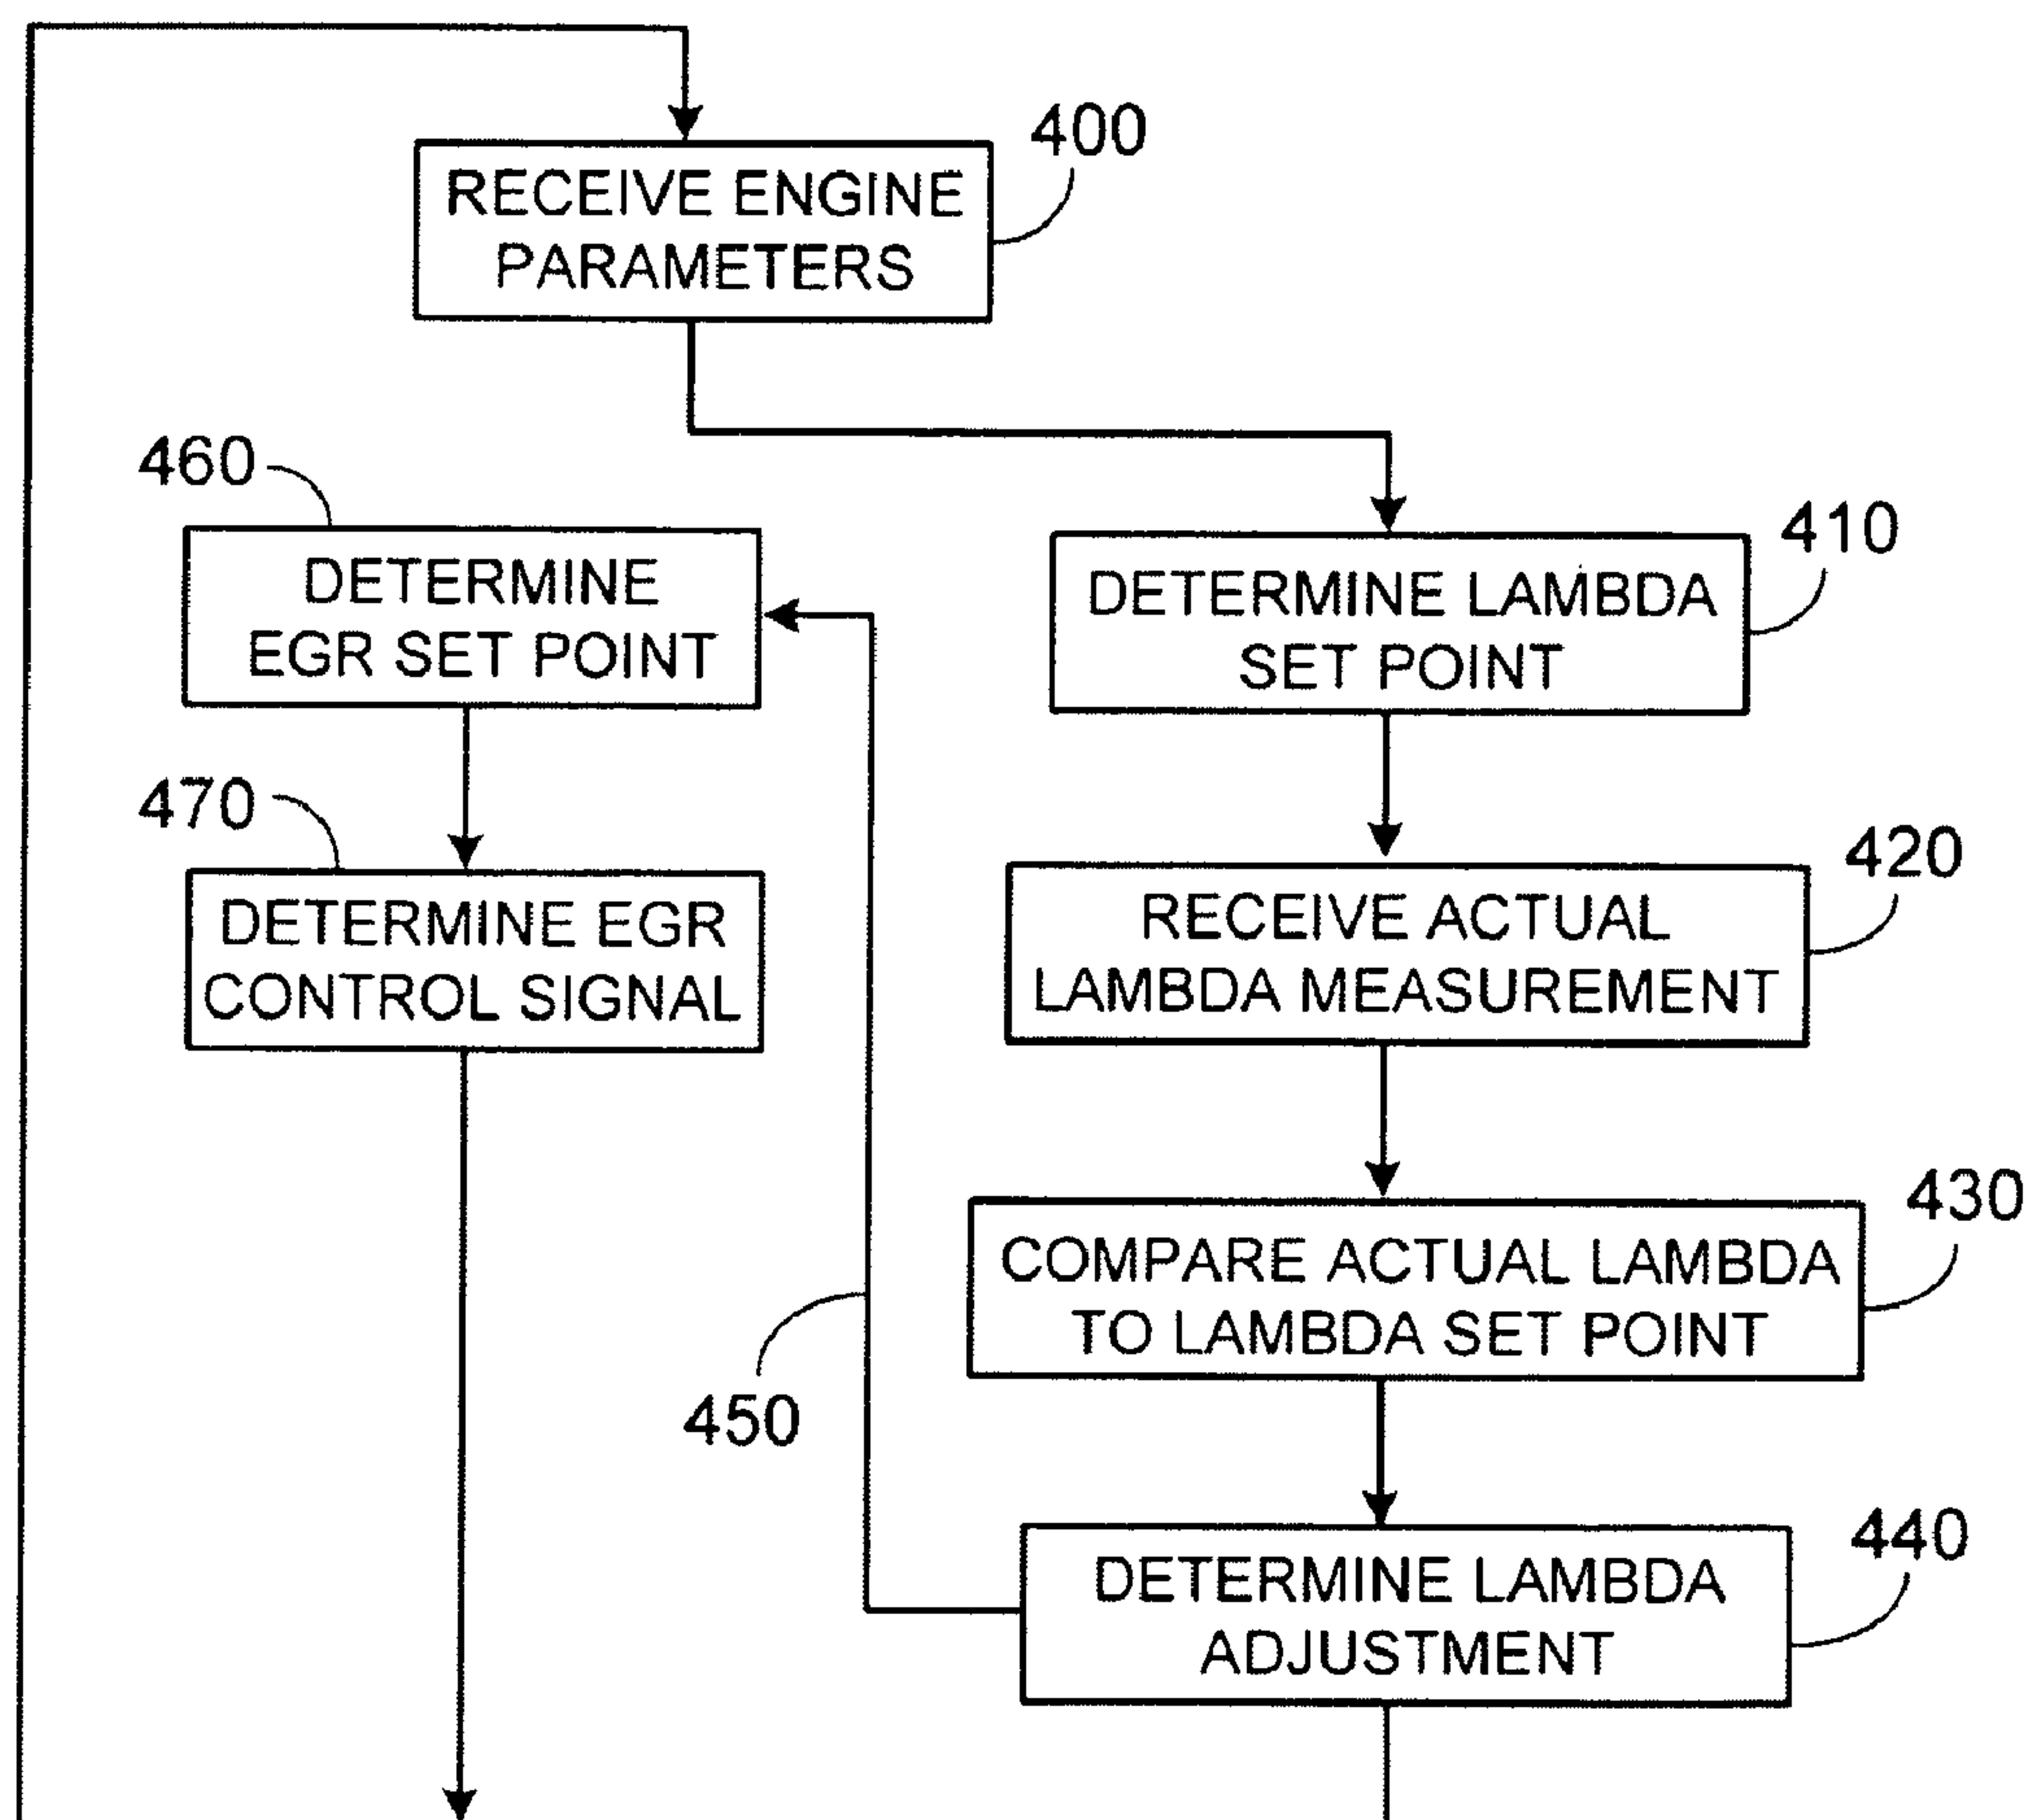 400
RECEIVE ENGINE
PARAMETERS
460
DETERMINE
EGR SET POINT
410
DETERMINE LAMBDA
SET POINT
470
DETERMINE EGR
CONTROL SIGNAL
420
RECEIVE ACTUAL
LAMBDA MEASUREMENT
430
COMPARE ACTUAL LAMBDA
TO LAMBDA SET POINT
450
440
DETERMINE LAMBDA
ADJUSTMENT